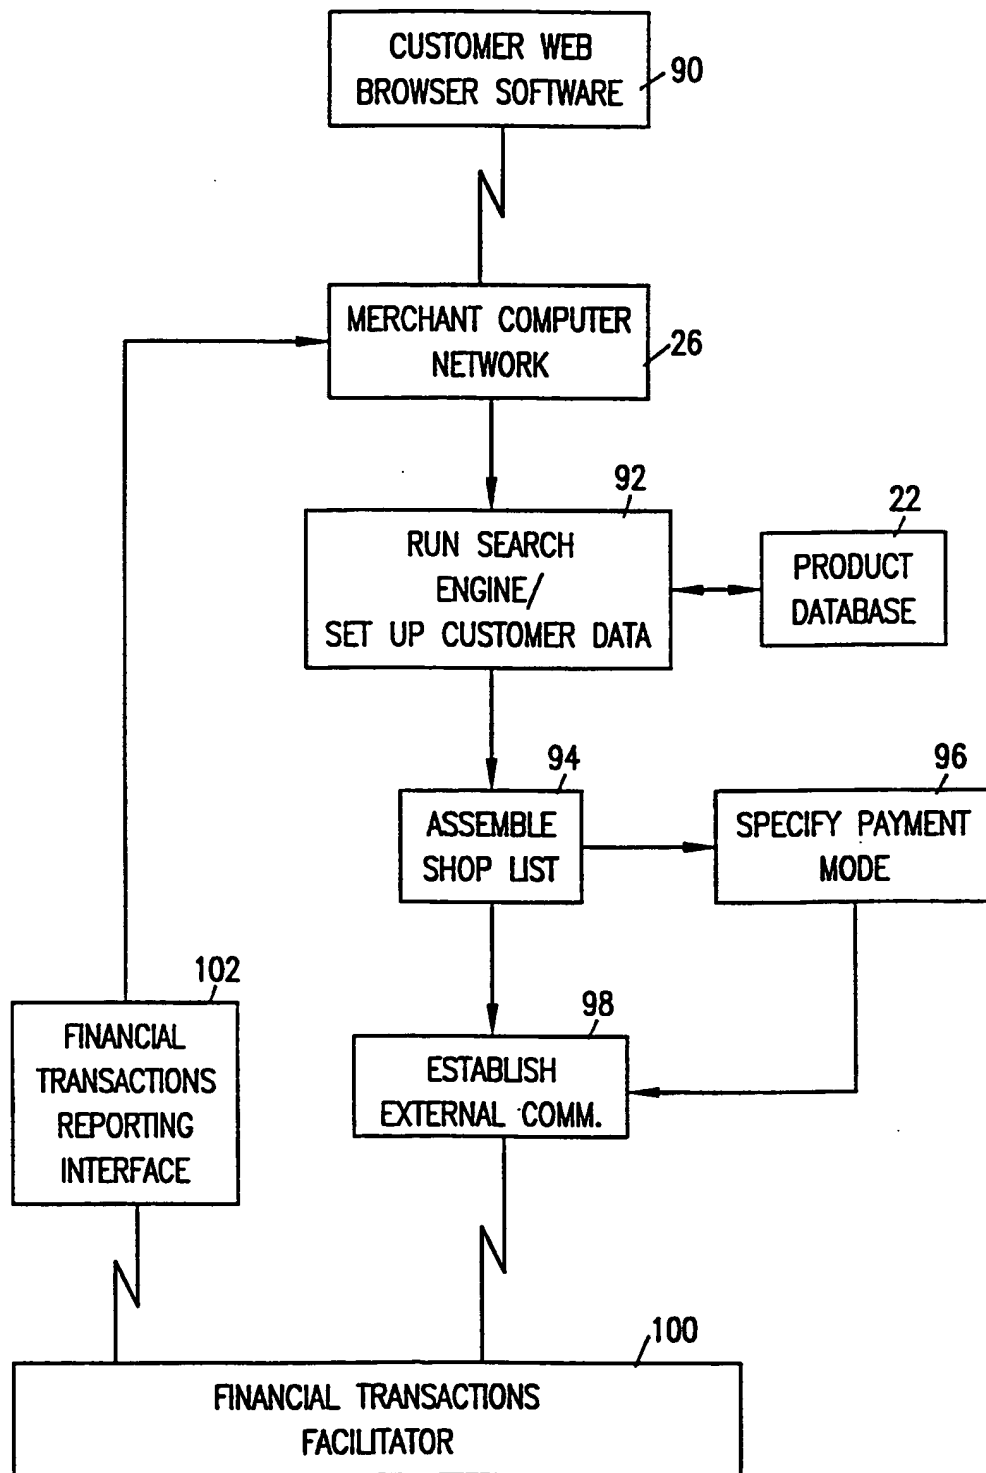 CUSTOMER WEB
BROWSER SOFTWARE
90
MERCHANT COMPUTER
NETWORK
26
92
RUN SEARCH
ENGINE/
SET UP CUSTOMER DATA
22
PRODUCT
DATABASE
94
ASSEMBLE
SHOP LIST
96
SPECIFY PAYMENT
MODE
102
FINANCIAL
TRANSACTIONS
REPORTING
INTERFACE
98
ESTABLISH
EXTERNAL COMM.
100
FINANCIAL TRANSACTIONS
FACILITATOR